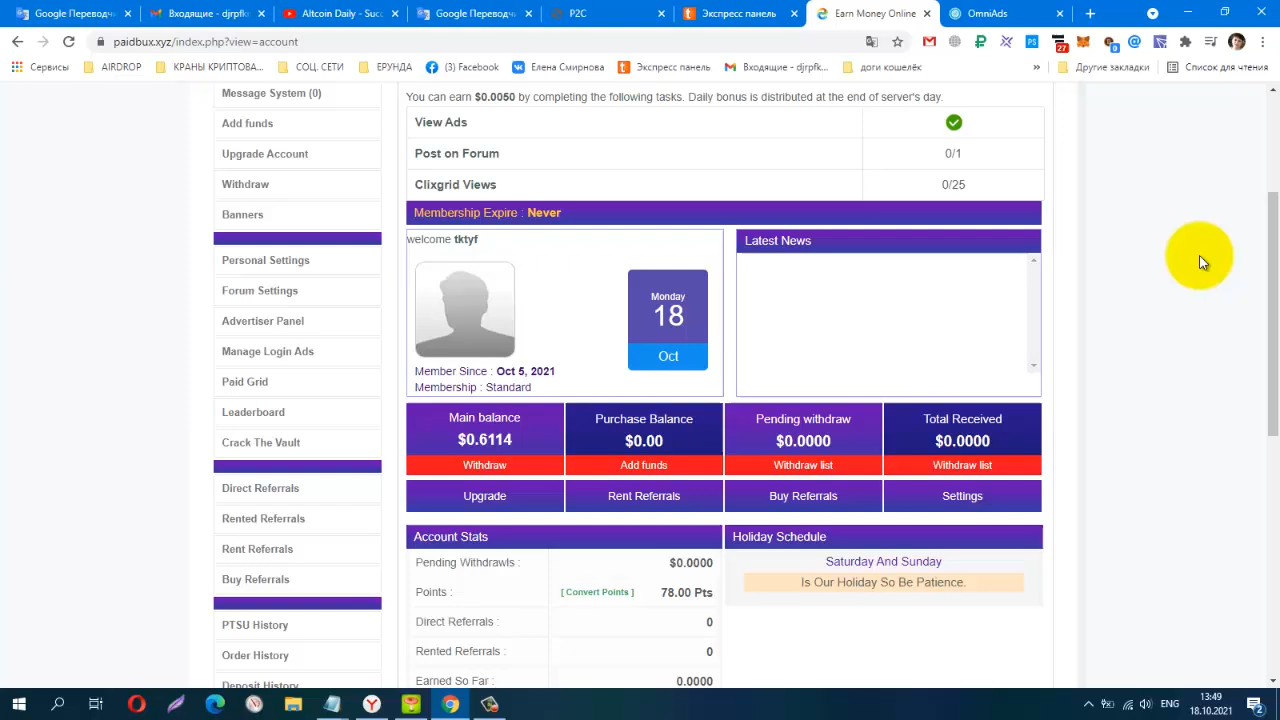 Google Переводч
Входящие – djrpfk
Altcoin Daily - Succ
Google Переводчик
P2C
Экспресс панель
Earn Money Online
OmniAds
paidbux.xyz/index.php?view=account
27
9
Сервисы
AIRDROP
КРАНЫ КРИПТОВА...
СОЦ. СЕТИ
ЕРУНДА
(3) Facebook
Елена Смирнова
Экспресс панель
Входящие – djrpfk...
доги кошелёк
»
Другие закладки
Список для чтения
Message System (0)
Add funds
Upgrade Account
Withdraw
Banners
Personal Settings
Forum Settings
Advertiser Panel
Manage Login Ads
Paid Grid
Leaderboard
Crack The Vault
Direct Referrals
Rented Referrals
Rent Referrals
Buy Referrals
PTSU History
Order History
Deposit History
You can earn $0.0050 by completing the following tasks. Daily bonus is distributed at the end of server's day.
View Ads
Post on Forum 0/1
Clixgrid Views 0/25
Membership Expire : Never
welcome tktyf
Monday
18
Oct
Member Since : Oct 5, 2021
Membership : Standard
Latest News
Main balance
$0.6114
Withdraw
Purchase Balance
$0.00
Add funds
Pending withdraw
$0.0000
Withdraw list
Total Received
$0.0000
Withdraw list
Upgrade
Rent Referrals
Buy Referrals
Settings
Account Stats
Pending Withdrawls : $0.0000
Points : [ Convert Points ] 78.00 Pts
Direct Referrals : 0
Rented Referrals : 0
Earned So Far : 0.0000
Holiday Schedule
Saturday And Sunday
Is Our Holiday So Be Patience.
ENG
13:49
18.10.2021
2